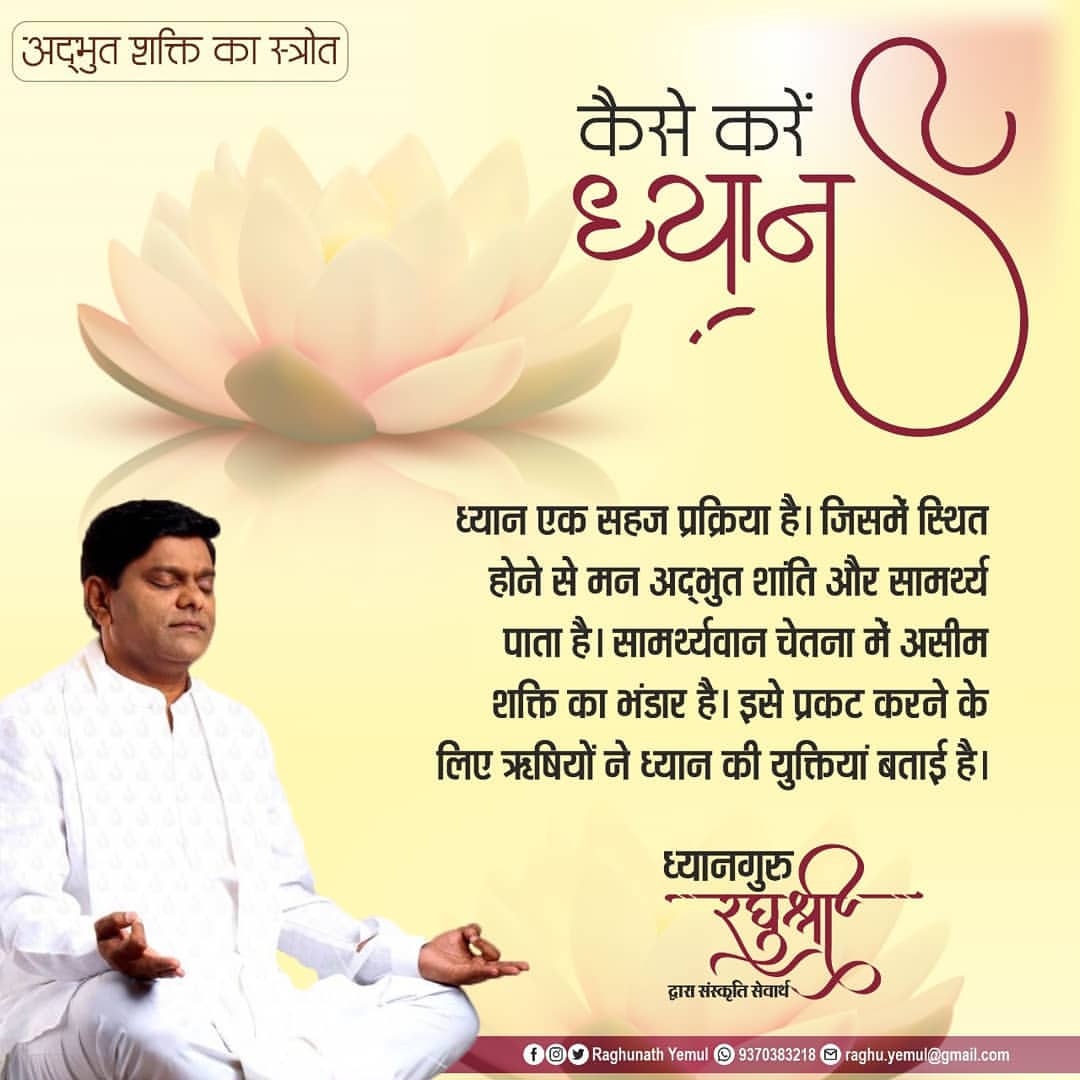 अद्भुत शक्ति का स्त्रोत
कैसे करें
ध्यान
ध्यान एक सहज प्रक्रिया है। जिसमें स्थित
होने से मन अद्भुत शांति और सामर्थ्य
पाता है। सामर्थ्यवान चेतना में असीम
शक्ति का भंडार है। इसे प्रकट करने के
लिए ऋषियों ने ध्यान की युक्तियां बताई है।
ध्यानगुरु
रघुश्री
द्वारा संस्कृति सेवार्थ
Raghunath Yemul 9370383218 raghu.yemul@gmail.com